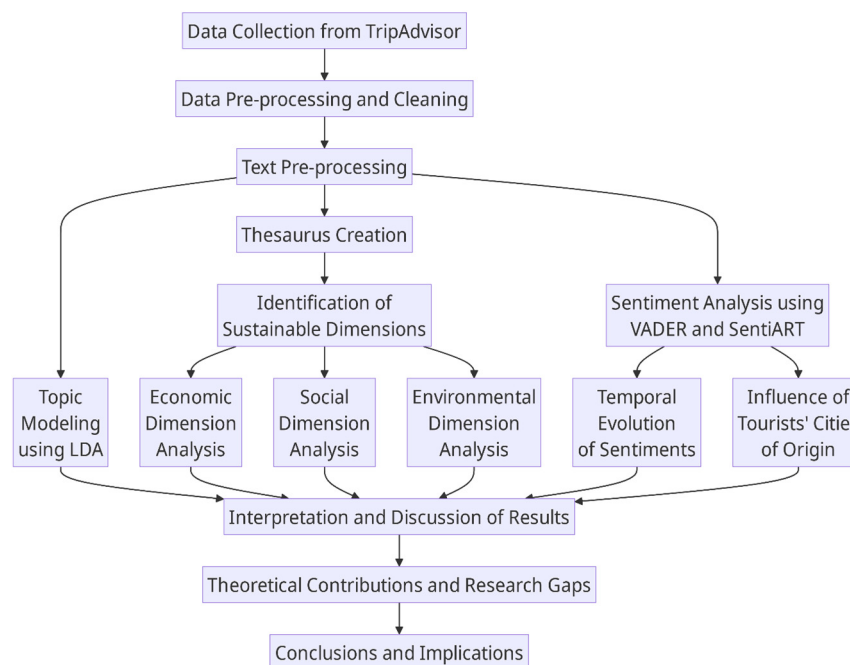 Data Collection from TripAdvisor
Data Pre-processing and Cleaning
Text Pre-processing
Thesaurus Creation
Identification of
Sustainable Dimensions
Sentiment Analysis using
VADER and SentiART
Topic
Modeling
using LDA
Economic
Dimension
Analysis
Social
Dimension
Analysis
Environmental
Dimension
Analysis
Temporal
Evolution
of Sentiments
Influence of
Tourists' Citie
of Origin
Interpretation and Discussion of Results
Theoretical Contributions and Research Gaps
Conclusions and Implications